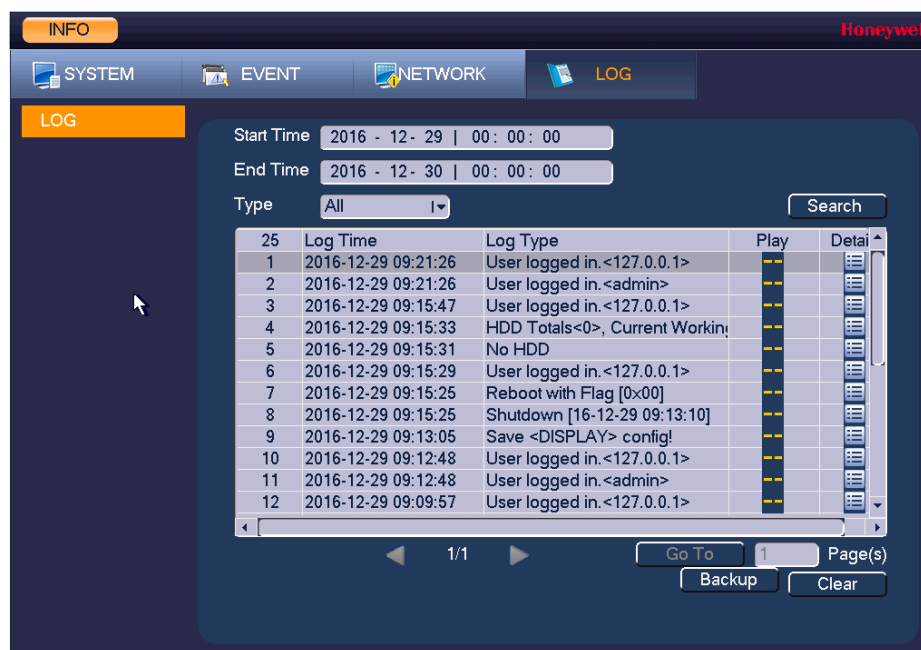 INFO Honeywel
SYSTEM EVENT NETWORK LOG
LOG
Start Time 2016 - 12 - 29 | 00 : 00 : 00
End Time 2016 - 12 - 30 | 00 : 00 : 00
Type All Search
25 Log Time Log Type Play Detai
1 2016-12-29 09:21:26 User logged in.<127.0.0.1> --
2 2016-12-29 09:21:26 User logged in.<admin> --
3 2016-12-29 09:15:47 User logged in.<127.0.0.1> --
4 2016-12-29 09:15:33 HDD Totals<0>, Current Working --
5 2016-12-29 09:15:31 No HDD --
6 2016-12-29 09:15:29 User logged in.<127.0.0.1> --
7 2016-12-29 09:15:25 Reboot with Flag [0x00] --
8 2016-12-29 09:15:25 Shutdown [16-12-29 09:13:10] --
9 2016-12-29 09:13:05 Save <DISPLAY> config! --
10 2016-12-29 09:12:48 User logged in.<127.0.0.1> --
11 2016-12-29 09:12:48 User logged in.<admin> --
12 2016-12-29 09:09:57 User logged in.<127.0.0.1> --
1/1 Go To 1 Page(s)
Backup Clear